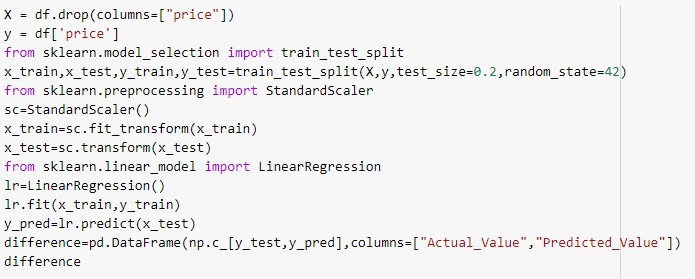 X = df.drop(columns=["price"])
y = df['price']
from sklearn.model_selection import train_test_split
x_train,x_test,y_train,y_test=train_test_split(X,y,test_size=0.2,random_state=42)
from sklearn.preprocessing import StandardScaler
sc=StandardScaler()
x_train=sc.fit_transform(x_train)
x_test=sc.transform(x_test)
from sklearn.linear_model import LinearRegression
lr=LinearRegression()
lr.fit(x_train,y_train)
y_pred=lr.predict(x_test)
difference=pd.DataFrame(np.c_[y_test,y_pred],columns=["Actual_Value","Predicted_Value"])
difference